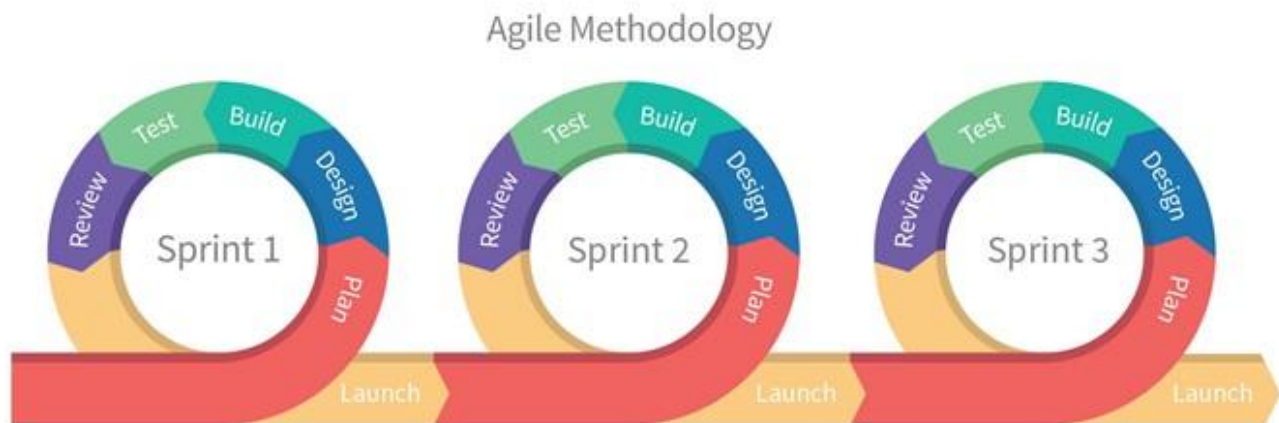 Agile Methodology
Test
Build
Design
Review
Sprint 1
Plan
Launch
Test
Build
Design
Review
Sprint 2
Plan
Launch
Test
Build
Design
Review
Sprint 3
Plan
Launch